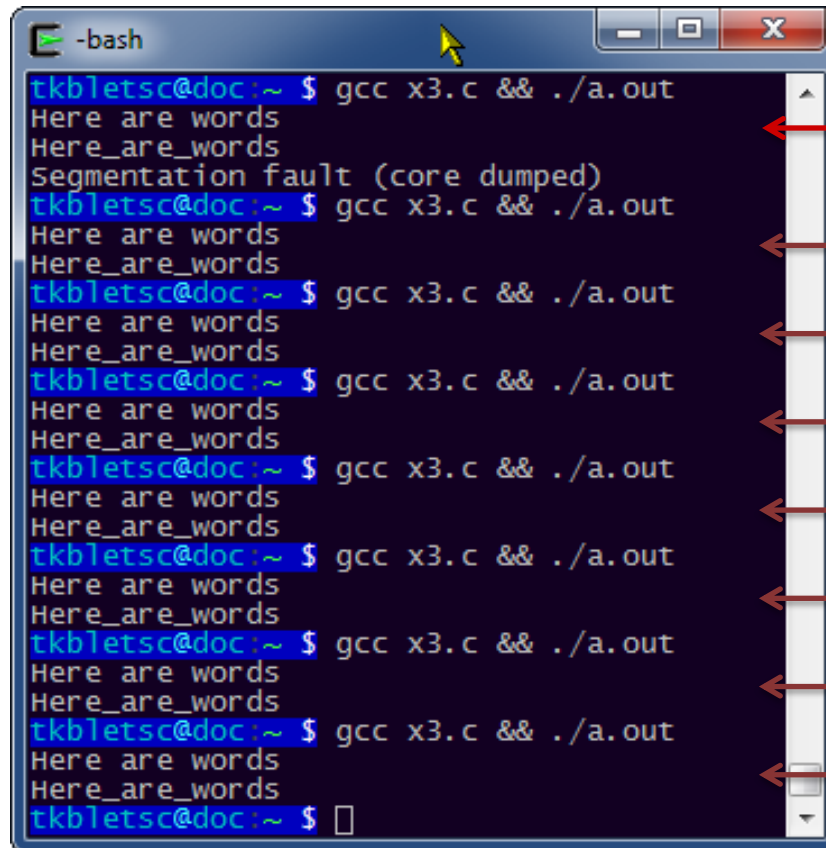 -bash
tkbletsc@doc:~ $ gcc x3.c && ./a.out
Here are words
Here_are_words
Segmentation fault (core dumped)
tkbletsc@doc:~ $ gcc x3.c && ./a.out
Here are words
Here_are_words
tkbletsc@doc:~ $ gcc x3.c && ./a.out
Here are words
Here_are_words
tkbletsc@doc:~ $ gcc x3.c && ./a.out
Here are words
Here_are_words
tkbletsc@doc:~ $ gcc x3.c && ./a.out
Here are words
Here_are_words
tkbletsc@doc:~ $ gcc x3.c && ./a.out
Here are words
Here_are_words
tkbletsc@doc:~ $ gcc x3.c && ./a.out
Here are words
Here_are_words
tkbletsc@doc:~ $ gcc x3.c && ./a.out
Here are words
Here_are_words
tkbletsc@doc:~ $